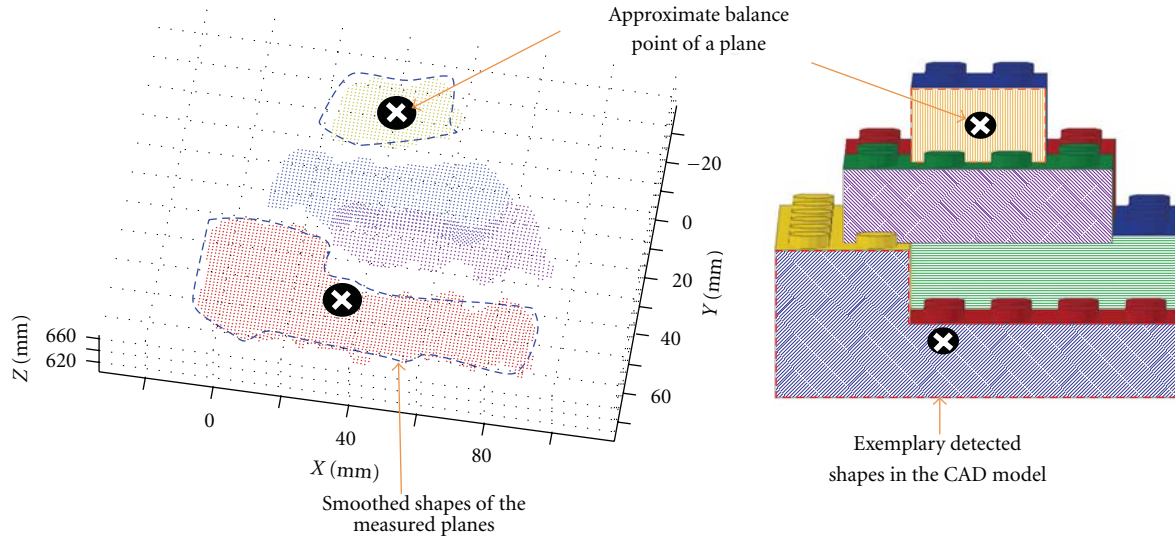 Approximate balance
point of a plane
−20
0
20
40
60
Y (mm)
660
620
Z (mm)
0
40
80
X (mm)
Smoothed shapes of the
measured planes
Exemplary detected
shapes in the CAD model